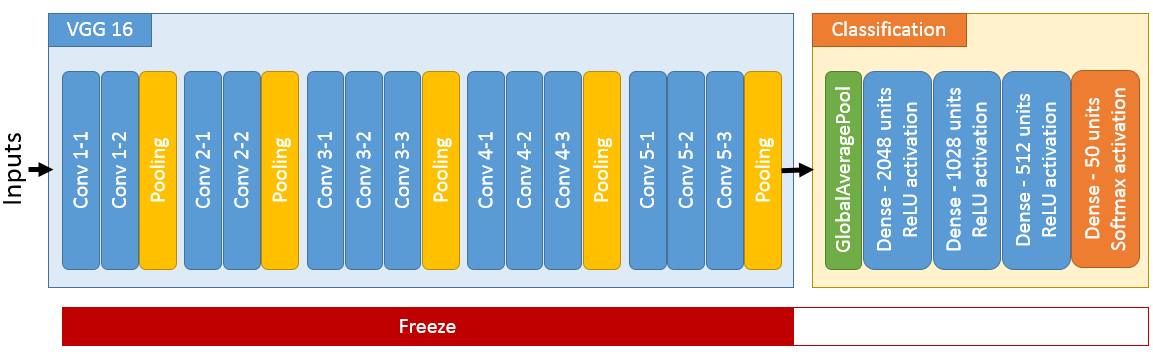 VGG 16
Classification
Inputs
Conv 1-1
Conv 1-2
Pooling
Conv 2-1
Conv 2-2
Pooling
Conv 3-1
Conv 3-2
Conv 3-3
Pooling
Conv 4-1
Conv 4-2
Conv 4-3
Pooling
Conv 5-1
Conv 5-2
Conv 5-3
Pooling
GlobalAveragePool
Dense - 2048 units
ReLU activation
Dense - 1028 units
ReLU activation
Dense - 512 units
ReLU activation
Dense - 50 units
Softmax activation
Freeze